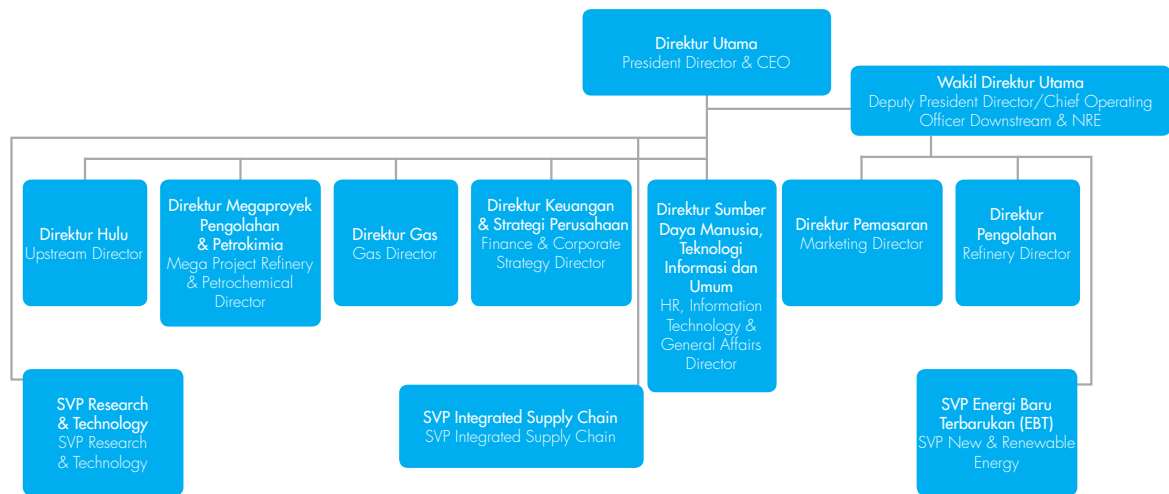 Direktur Utama
President Director & CEO
Wakil Direktur Utama
Deputy President Director/Chief Operating
Officer Downstream & NRE
Direktur Hulu
Upstream Director
Direktur Megaproyek
Pengolahan
& Petrokimia
Mega Project Refinery
& Petrochemical
Director
Direktur Gas
Gas Director
Direktur Keuangan
& Strategi Perusahaan
Finance & Corporate
Strategy Director
Direktur Sumber
Daya Manusia,
Teknologi
Informasi dan
Umum
HR, Information
Technology &
General Affairs
Director
Direktur Pemasaran
Marketing Director
Direktur
Pengolahan
Refinery Director
SVP Research
& Technology
SVP Research
& Technology
SVP Integrated Supply Chain
SVP Integrated Supply Chain
SVP Energi Baru
Terbarukan (EBT)
SVP New & Renewable
Energy